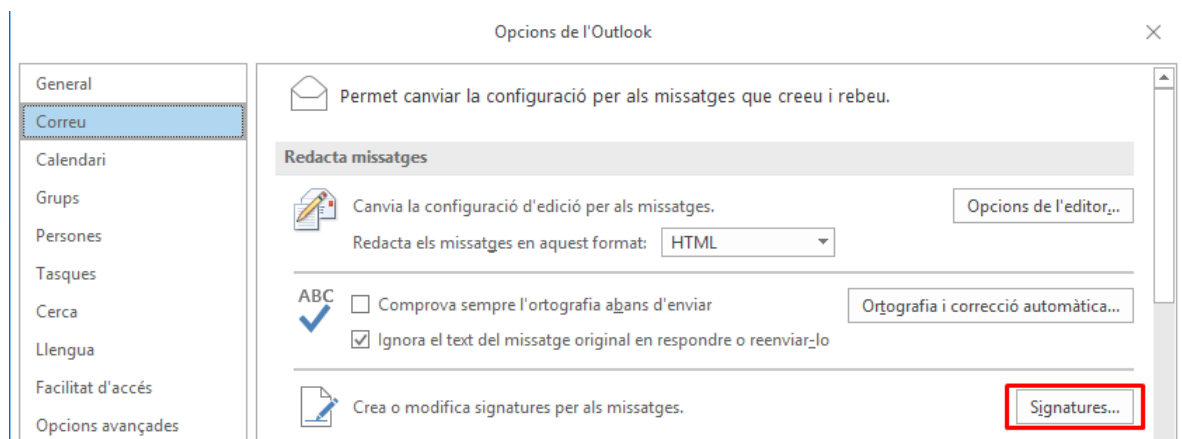 Opcions de l'Outlook
General
Correu
Calendari
Grups
Persones
Tasques
Cerca
Llengua
Facilitat d'accés
Opcions avançades
Permet canviar la configuració per als missatges que creeu i rebeu.
Redacta missatges
Canvia la configuració d'edició per als missatges.
Opcions de l'editor...
Redacta els missatges en aquest format: HTML
ABC
Comprova sempre l'ortografia abans d'enviar
Ortografia i correcció automàtica...
Ignora el text del missatge original en respondre o reenviar-lo
Crea o modifica signatures per als missatges.
Signatures...